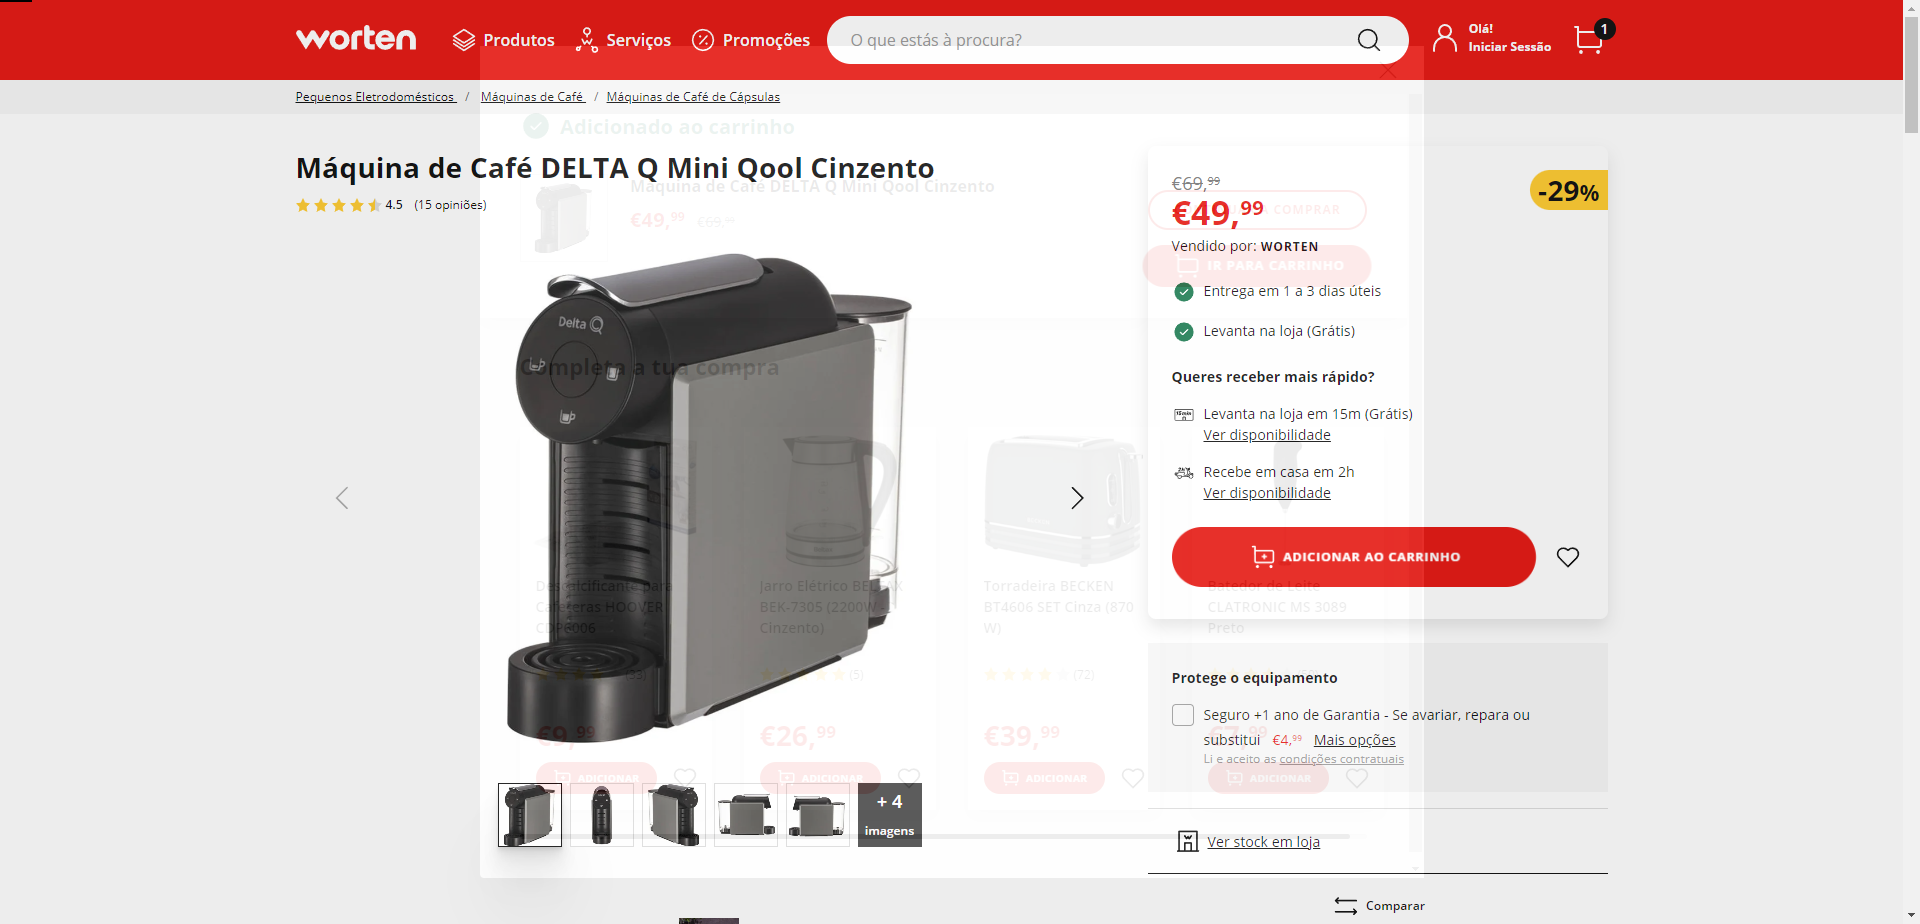 worten
Produtos
Serviços
Promoções
O que estás à procura?
Olá!
Iniciar Sessão
1
Pequenos Eletrodomésticos / Máquinas de Café / Máquinas de Café de Cápsulas
Adicionado ao carrinho
Máquina de Café DELTA Q Mini Qool Cinzento
4.5 (15 opiniões)
Máquina de Café DELTA Q Mini Qool Cinzento
€49,99 €69,99
COMPRAR
IR PARA CARRINHO
€69,99
-29%
€49,99
Vendido por: WORTEN
Entrega em 1 a 3 dias úteis
Levanta na loja (Grátis)
Queres receber mais rápido?
Levanta na loja em 15m (Grátis)
Ver disponibilidade
Recebe em casa em 2h
Ver disponibilidade
ADICIONAR AO CARRINHO
Delta Q
Completa a tua compra
Descalcificante para
Cafeteiras HOOVER
Jarro Elétrico
BEK-7305 (2200W -
Cinzento)
(5)
Torradeira BECKEN
BT4606 SET Cinza (870
W)
(72)
Batedor de Leite
CLATRONIC MS 3089
Preto
€9,99
€26,99
€39,99
€7,99
ADICIONAR
ADICIONAR
ADICIONAR
ADICIONAR
+ 4
imagens
Protege o equipamento
Seguro +1 ano de Garantia - Se avariar, repara ou
substitui €4,99 Mais opções
Li e aceito as condições contratuais
Ver stock em loja
Comparar